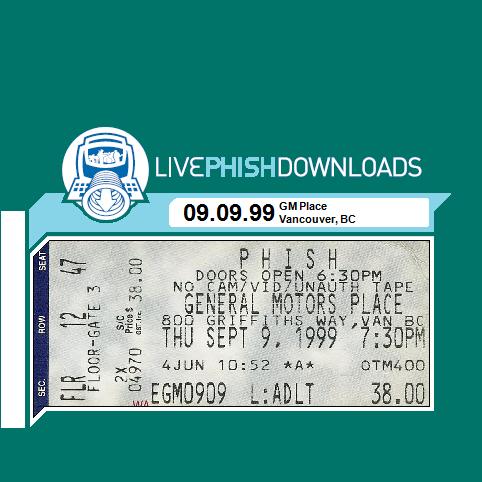 LIVEPHISHDOWNLOADS
09.09.99
GM Place
Vancouver, BC
PHISH
DOORS OPEN 6:30PM
NO CAM/VID/UNAUTH TAPE
GENERAL MOTORS PLACE
800 GRIFFITHS WAY,VAN BC
THU SEPT 9, 1999 7:30PM
4JUN 10:52 *A* OTM400
EGM0909 L:ADLT 38.00
SEAT
ROW
SEC.
47
12
FLR
FLOOR-GATE 3
2X
S/C
Price $
38.00
04970